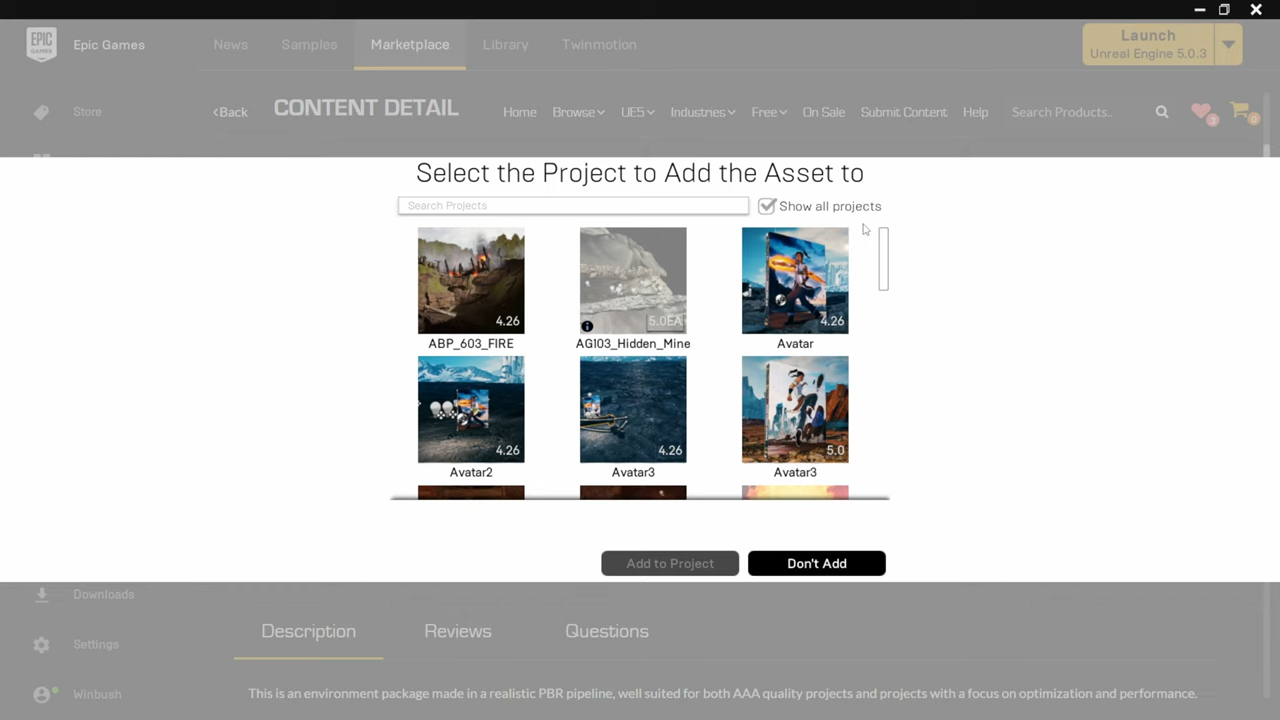 EPIC GAMES
Epic Games
News
Samples
Marketplace
Library
Twinmotion
Launch
Unreal Engine 5.0.3
Store
‹Back
CONTENT DETAIL
Home
Browse
UE5
Industries
Free
On Sale
Submit Content
Help
Search Products..
3
0
Select the Project to Add the Asset to
Search Projects
Show all projects
4.26
5.0EA
4.26
ABP_603_FIRE
AGI03_Hidden_Mine
Avatar
4.26
4.26
5.0
Avatar2
Avatar3
Avatar3
Add to Project
Don't Add
Downloads
Settings
Winbush
Description
Reviews
Questions
This is an environment package made in a realistic PBR pipeline, well suited for both AAA quality projects and projects with a focus on optimization and performance.